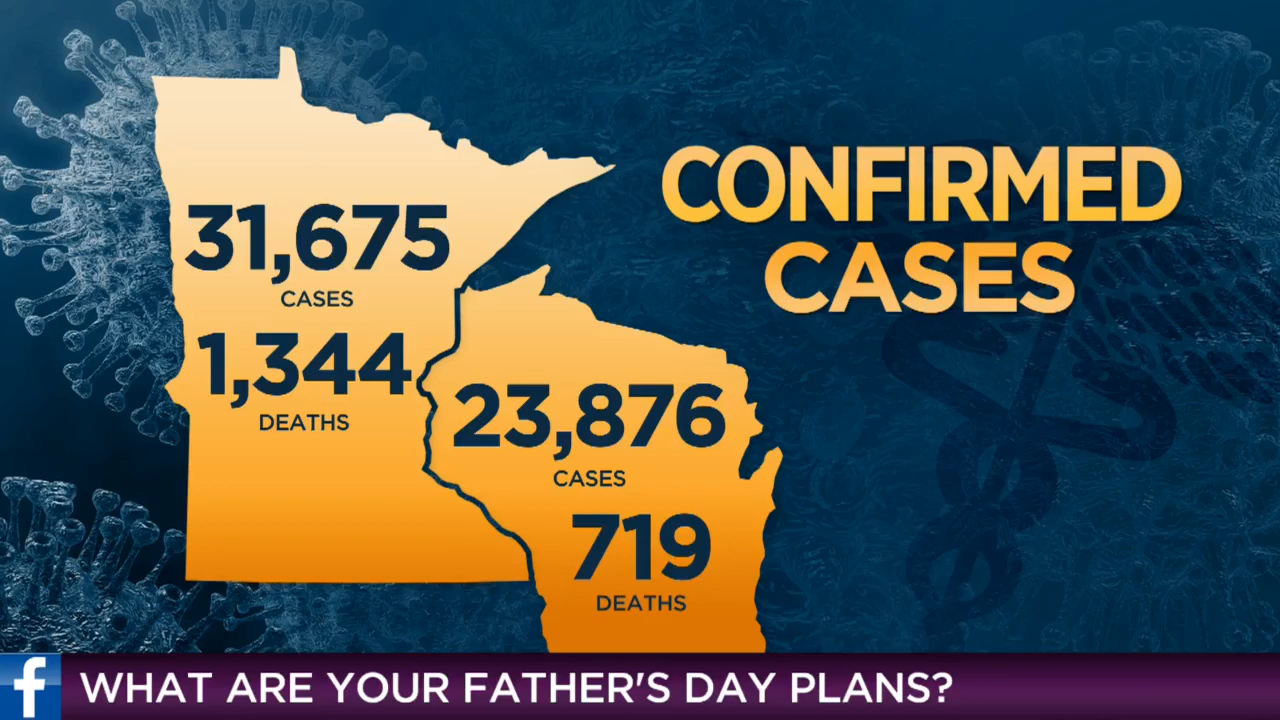 CONFIRMED
CASES
31,675
CASES
1,344
DEATHS
23,876
CASES
719
DEATHS
f WHAT ARE YOUR FATHER'S DAY PLANS?